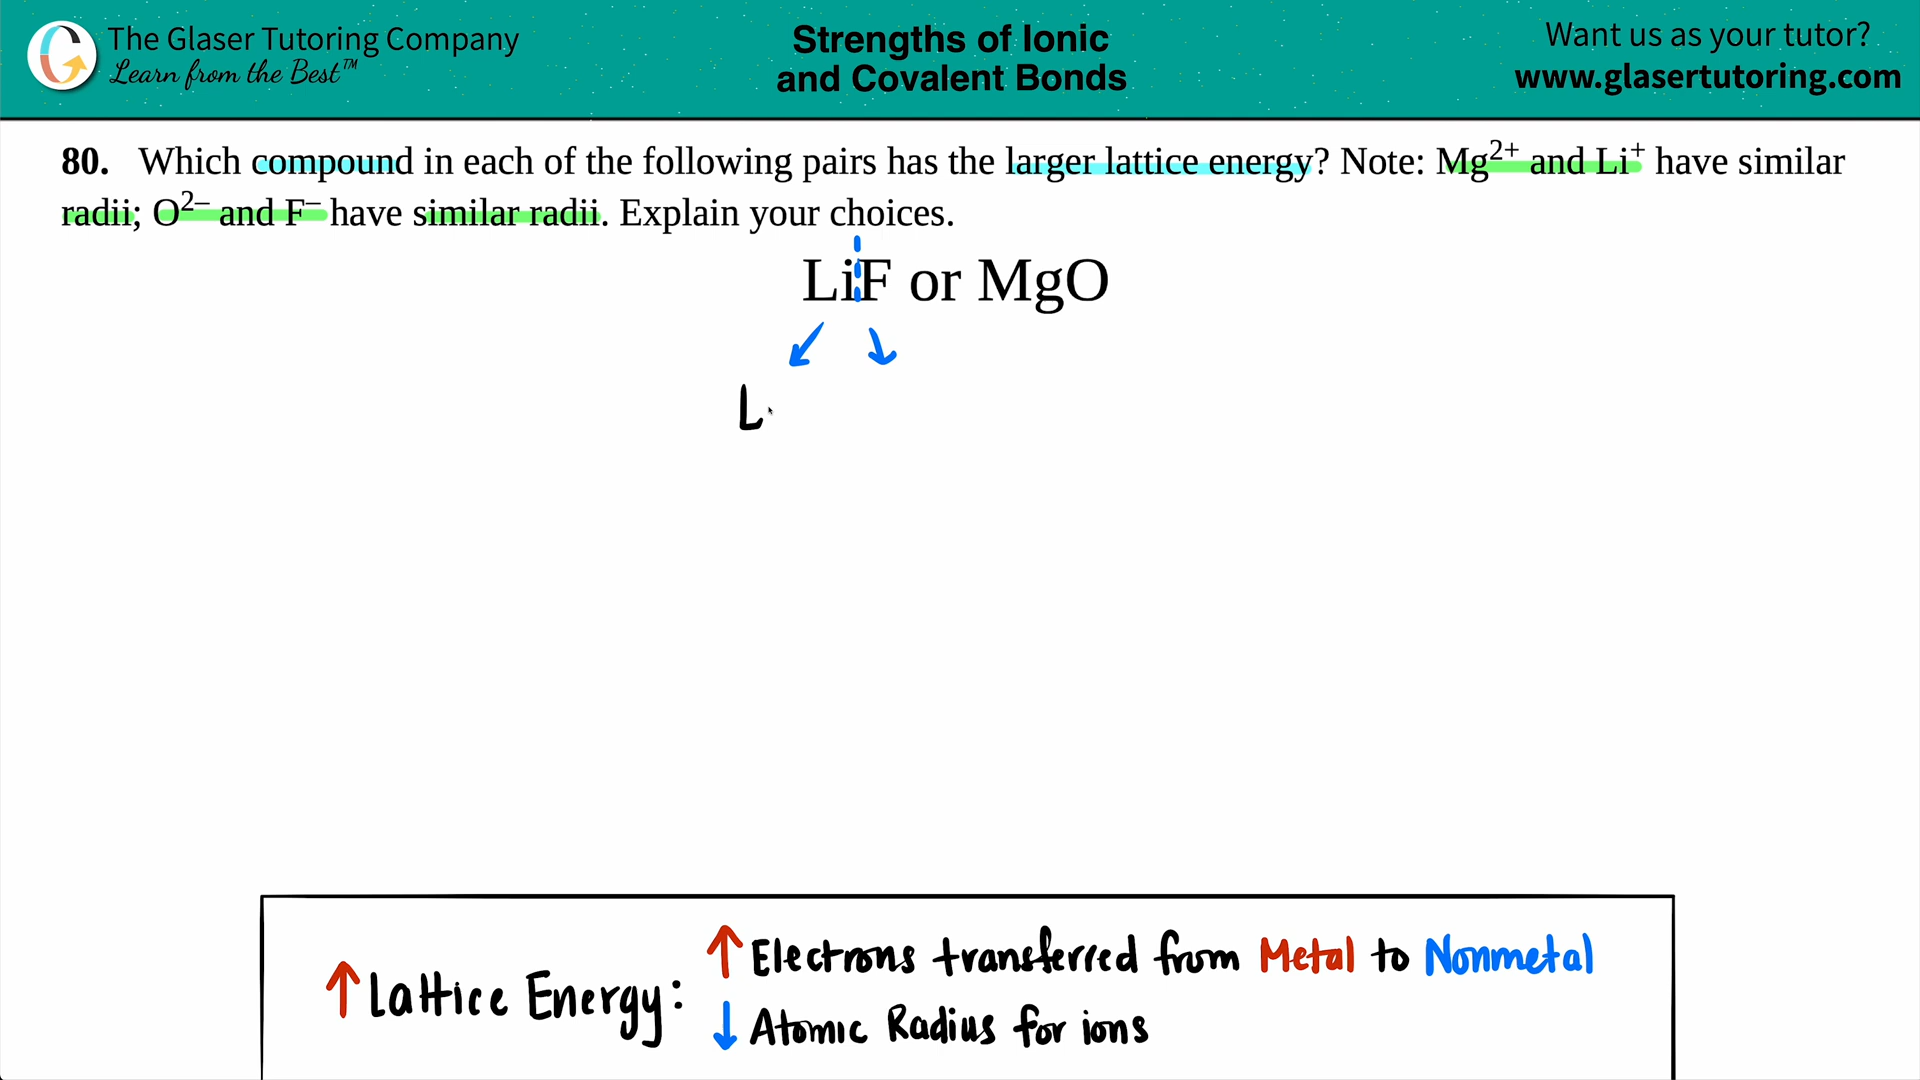 The Glaser Tutoring Company
Learn from the Best™
Strengths of Ionic
and Covalent Bonds
Want us as your tutor?
www.glasertutoring.com
80. Which compound in each of the following pairs has the larger lattice energy? Note: Mg²⁺ and Li⁺ have similar
radii; O²⁻ and F⁻ have similar radii. Explain your choices.
LiF or MgO
L
↑ Electrons transferred from Metal to Nonmetal
↑ Lattice Energy:
↓ Atomic Radius for ions